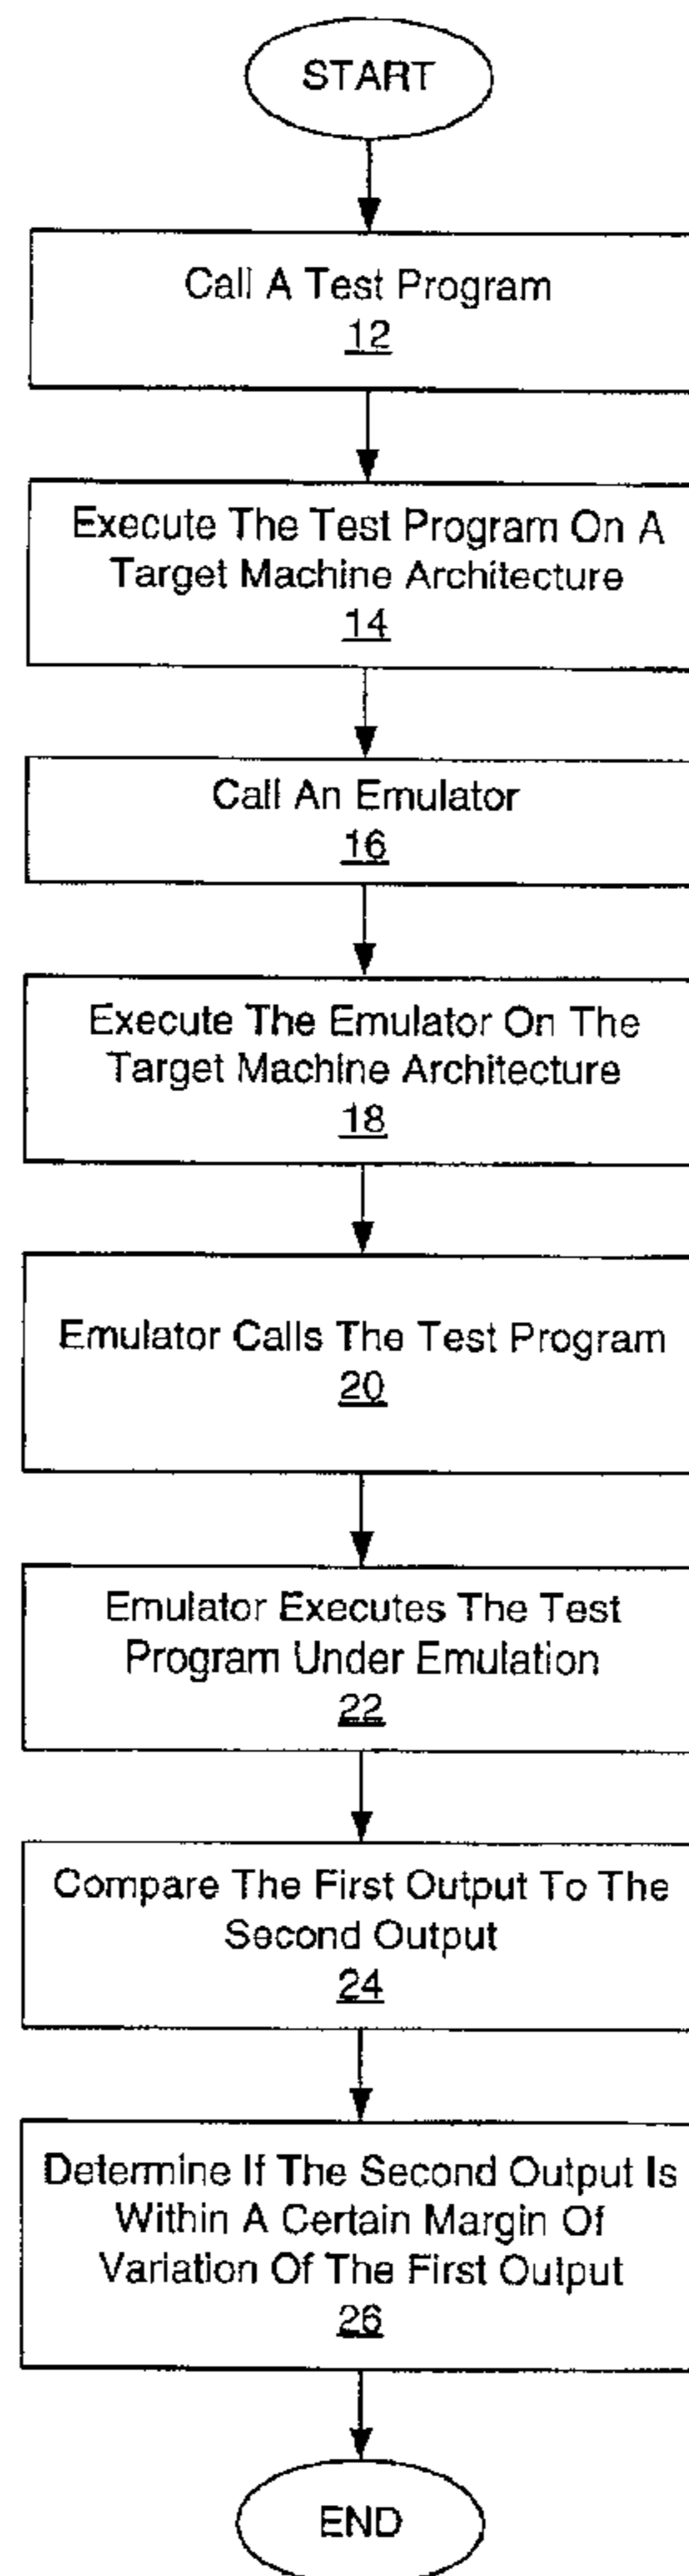 START
Call A Test Program
12
Execute The Test Program On A
Target Machine Architecture
14
Call An Emulator
16
Execute The Emulator On The
Target Machine Architecture
18
Emulator Calls The Test Program
20
Emulator Executes The Test
Program Under Emulation
22
Compare The First Output To The
Second Output
24
Determine If The Second Output Is
Within A Certain Margin Of
Variation Of The First Output
26
END